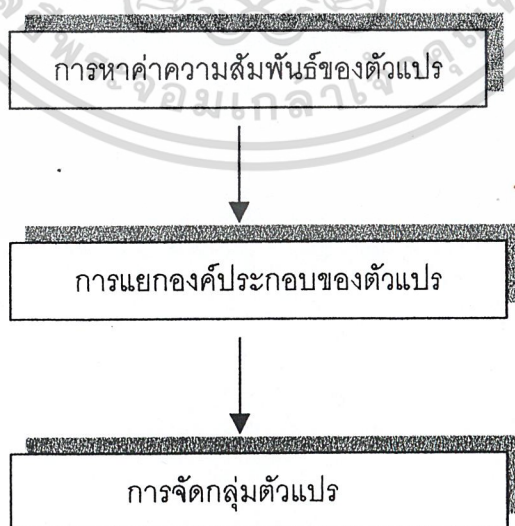 การหาค่าความสัมพันธ์ของตัวแปร
การแยกองค์ประกอบของตัวแปร
การจัดกลุ่มตัวแปร